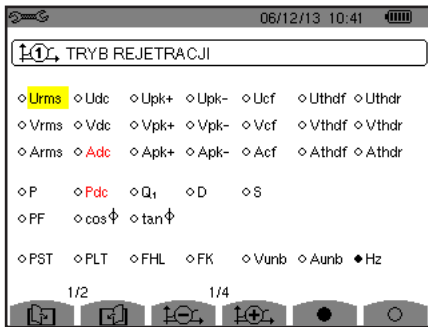 06/12/13 10:41
1 TRYB REJETRACJI
Urms Udc Upk+ Upk- Ucf Uthdf Uthdr
Vrms Vdc Vpk+ Vpk- Vcf Vthdf Vthdr
Arms Adc Apk+ Apk- Acf Athdf Athdr
P Pdc Q₁ D S
PF cosϕ tanϕ
PST PLT FHL FK Vunb Aunb Hz
1/2 1/4